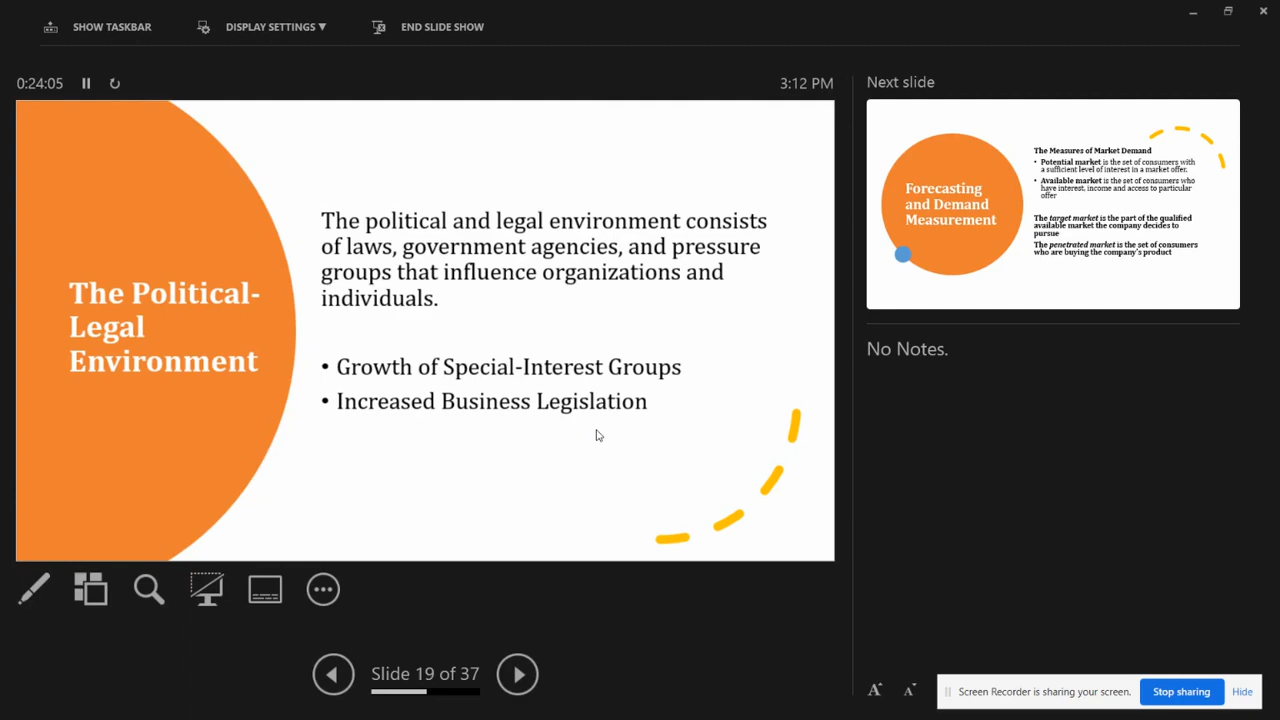 SHOW TASKBAR
DISPLAY SETTINGS ▼
END SLIDE SHOW
0:24:05
3:12 PM
The Political-
Legal
Environment
The political and legal environment consists
of laws, government agencies, and pressure
groups that influence organizations and
individuals.
• Growth of Special-Interest Groups
• Increased Business Legislation
Slide 19 of 37
Next slide
Forecasting
and Demand
Measurement
The Measures of Market Demand
• Potential market is the set of consumers with
a sufficient level of interest in a market offer.
• Available market is the set of consumers who
have interest, income and access to particular
offer
The target market is the part of the qualified
available market the company decides to
pursue
The penetrated market is the set of consumers
who are buying the company's product
No Notes.
A A
Screen Recorder is sharing your screen.
Stop sharing
Hide